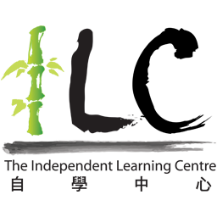 ILC
The Independent Learning Centre
自學中心